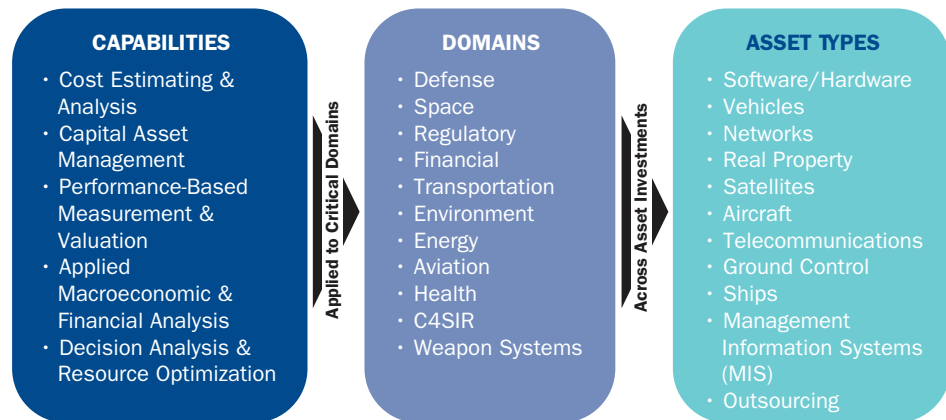 CAPABILITIES
· Cost Estimating &
Analysis
· Capital Asset
Management
· Performance-Based
Measurement &
Valuation
· Applied
Macroeconomic &
Financial Analysis
· Decision Analysis &
Resource Optimization
Applied to Critical Domains
DOMAINS
· Defense
· Space
· Regulatory
· Financial
· Transportation
· Environment
· Energy
· Aviation
· Health
· C4SIR
· Weapon Systems
Across Asset Investments
ASSET TYPES
· Software/Hardware
· Vehicles
· Networks
· Real Property
· Satellites
· Aircraft
· Telecommunications
· Ground Control
· Ships
· Management
Information Systems
(MIS)
· Outsourcing